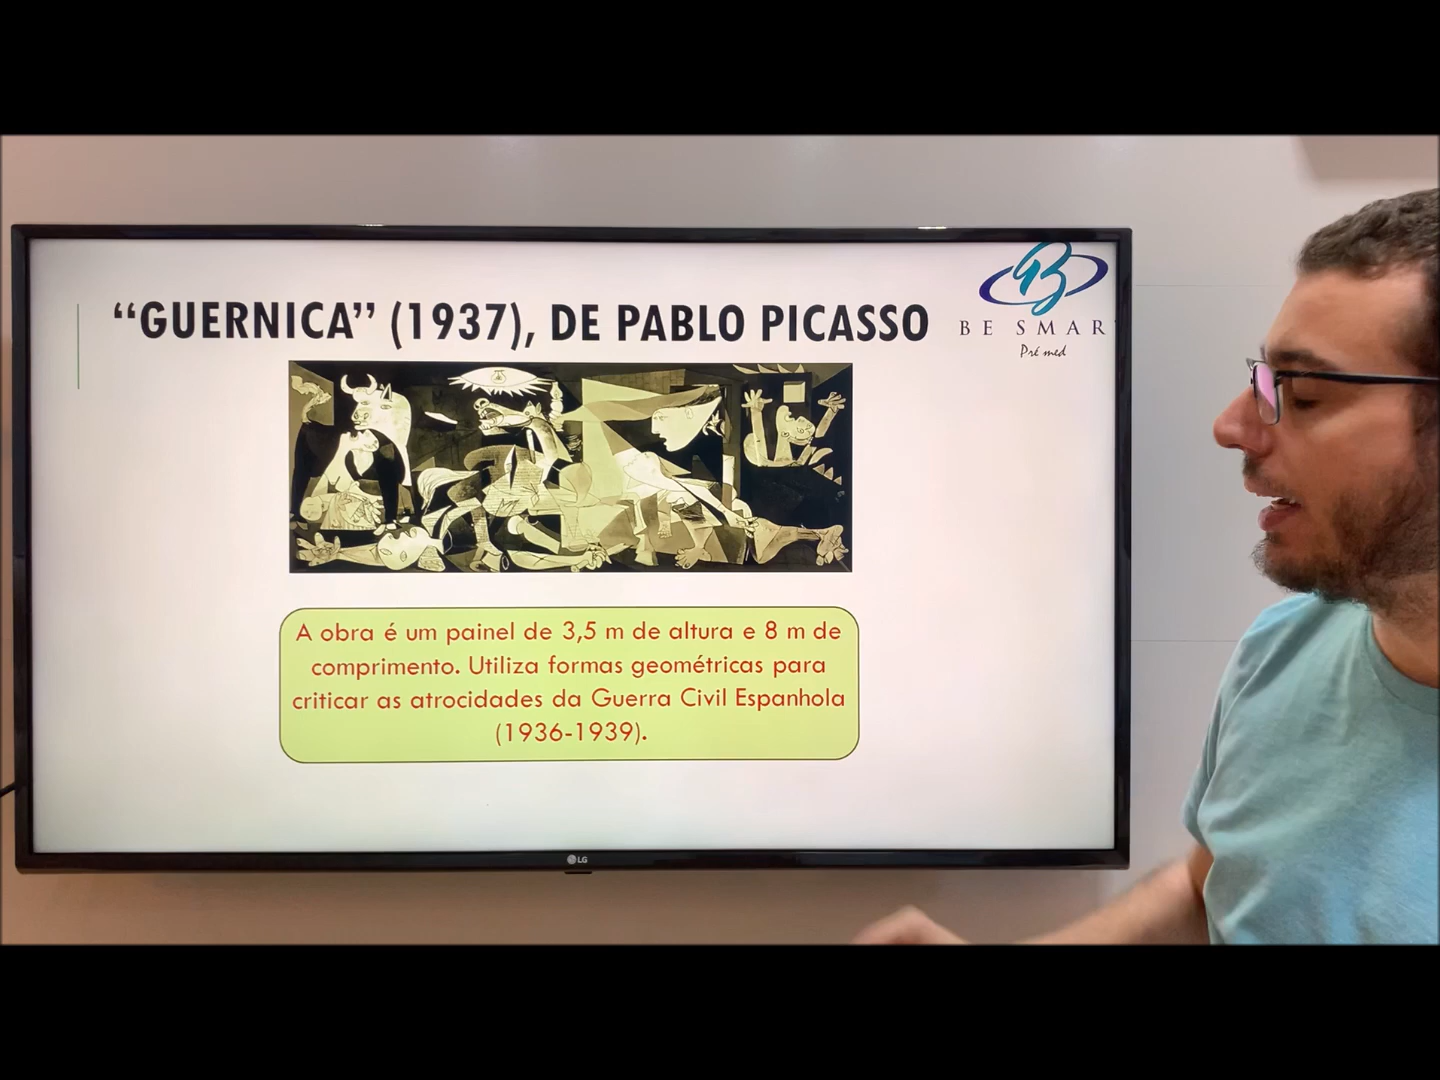 “GUERNICA” (1937), DE PABLO PICASSO
BE SMAR
Pré med
A obra é um painel de 3,5 m de altura e 8 m de
comprimento. Utiliza formas geométricas para
criticar as atrocidades da Guerra Civil Espanhola
(1936-1939).
LG